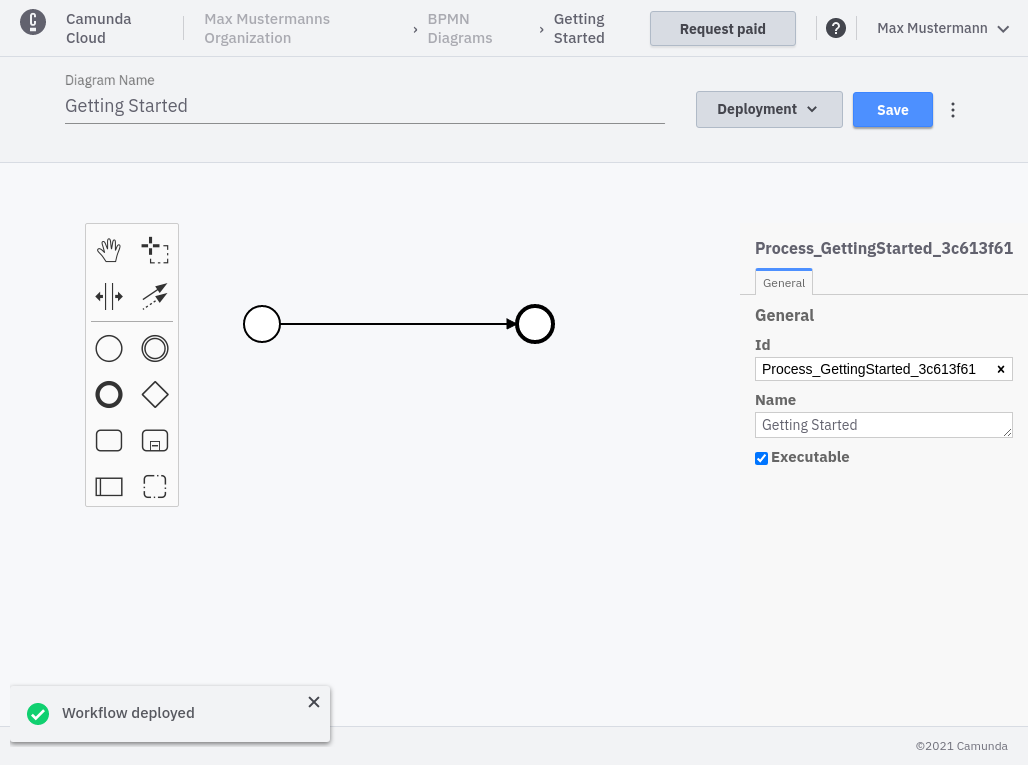 Camunda
Cloud
Max Mustermanns
Organization
›
BPMN
Diagrams
›
Getting
Started
Request paid
?
Max Mustermann
Diagram Name
Getting Started
Deployment
Save
Process_GettingStarted_3c613f61
General
General
Id
Process_GettingStarted_3c613f61 ×
Name
Getting Started
Executable
Workflow deployed
©2021 Camunda